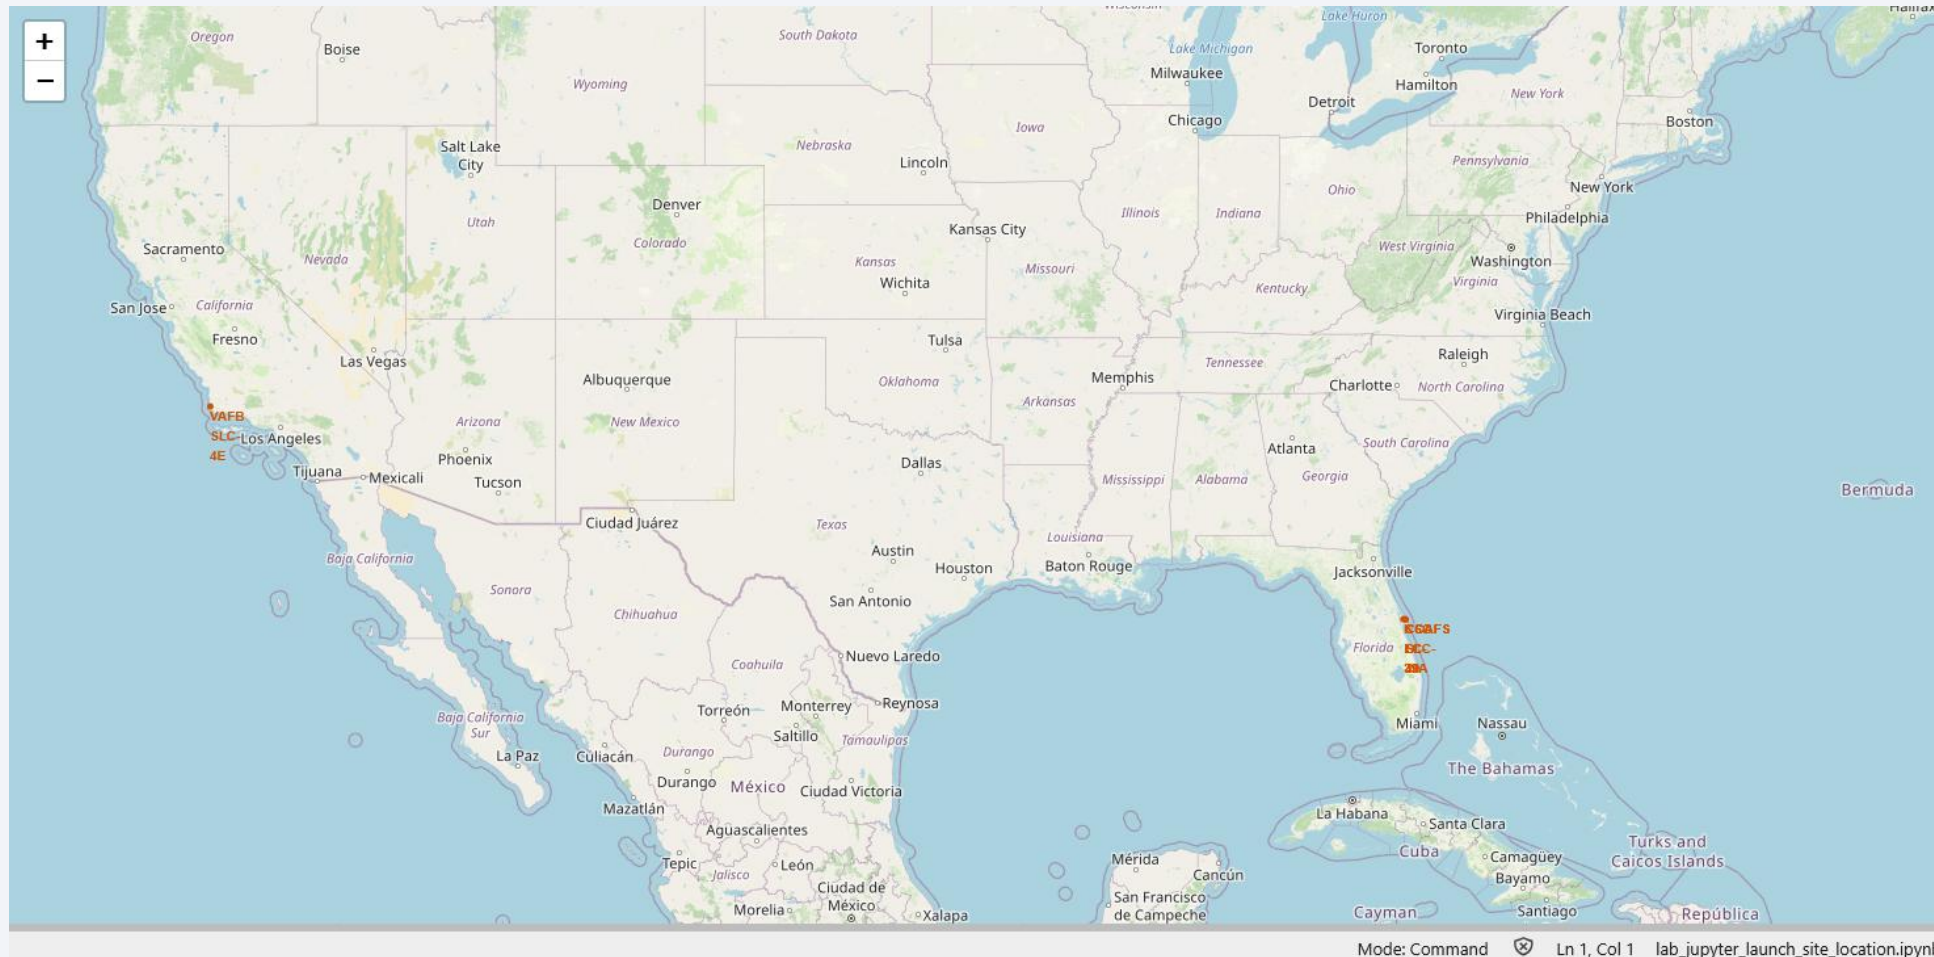 +
−
Oregon
Boise
South Dakota
Wisconsin
Lake Huron
Halifax
Toronto
Lake Michigan
Milwaukee
Hamilton
Wyoming
New York
Detroit
Chicago
Boston
Iowa
Salt Lake
City
Nebraska
Lincoln
Pennsylvania
Ohio
New York
Denver
Utah
Illinois
Indiana
Philadelphia
Kansas City
Colorado
Sacramento
Nevada
West Virginia
Washington
Kansas
Missouri
Wichita
Virginia
Kentucky
California
San Jose
Virginia Beach
Fresno
Tulsa
Las Vegas
Raleigh
Tennessee
Albuquerque
Memphis
Oklahoma
Charlotte
North Carolina
Arkansas
VAFB
SLC-
4E
Los Angeles
Arizona
New Mexico
South Carolina
Atlanta
Phoenix
Dallas
Tijuana
Mexicali
Tucson
Mississippi
Alabama
Georgia
Bermuda
Ciudad Juárez
Texas
Louisiana
Austin
Baja California
Houston
Baton Rouge
Jacksonville
Sonora
San Antonio
Chihuahua
Florida
Nuevo Laredo
Coahuila
Reynosa
Torreón
Monterrey
Baja California
Sur
Saltillo
Tamaulipas
Miami
Nassau
La Paz
Culiacán
Durango
The Bahamas
Durango
México
Ciudad Victoria
Mazatlán
La Habana
Santa Clara
Aguascalientes
Turks and
Caicos Islands
Cuba
Camagüey
Tepic
León
Mérida
Jalisco
Cancún
Bayamo
Ciudad de
México
San Francisco
de Campeche
Morelia
Xalapa
Cayman
Santiago
República
Mode: Command
Ln 1, Col 1
lab_jupyter_launch_site_location.ipynb